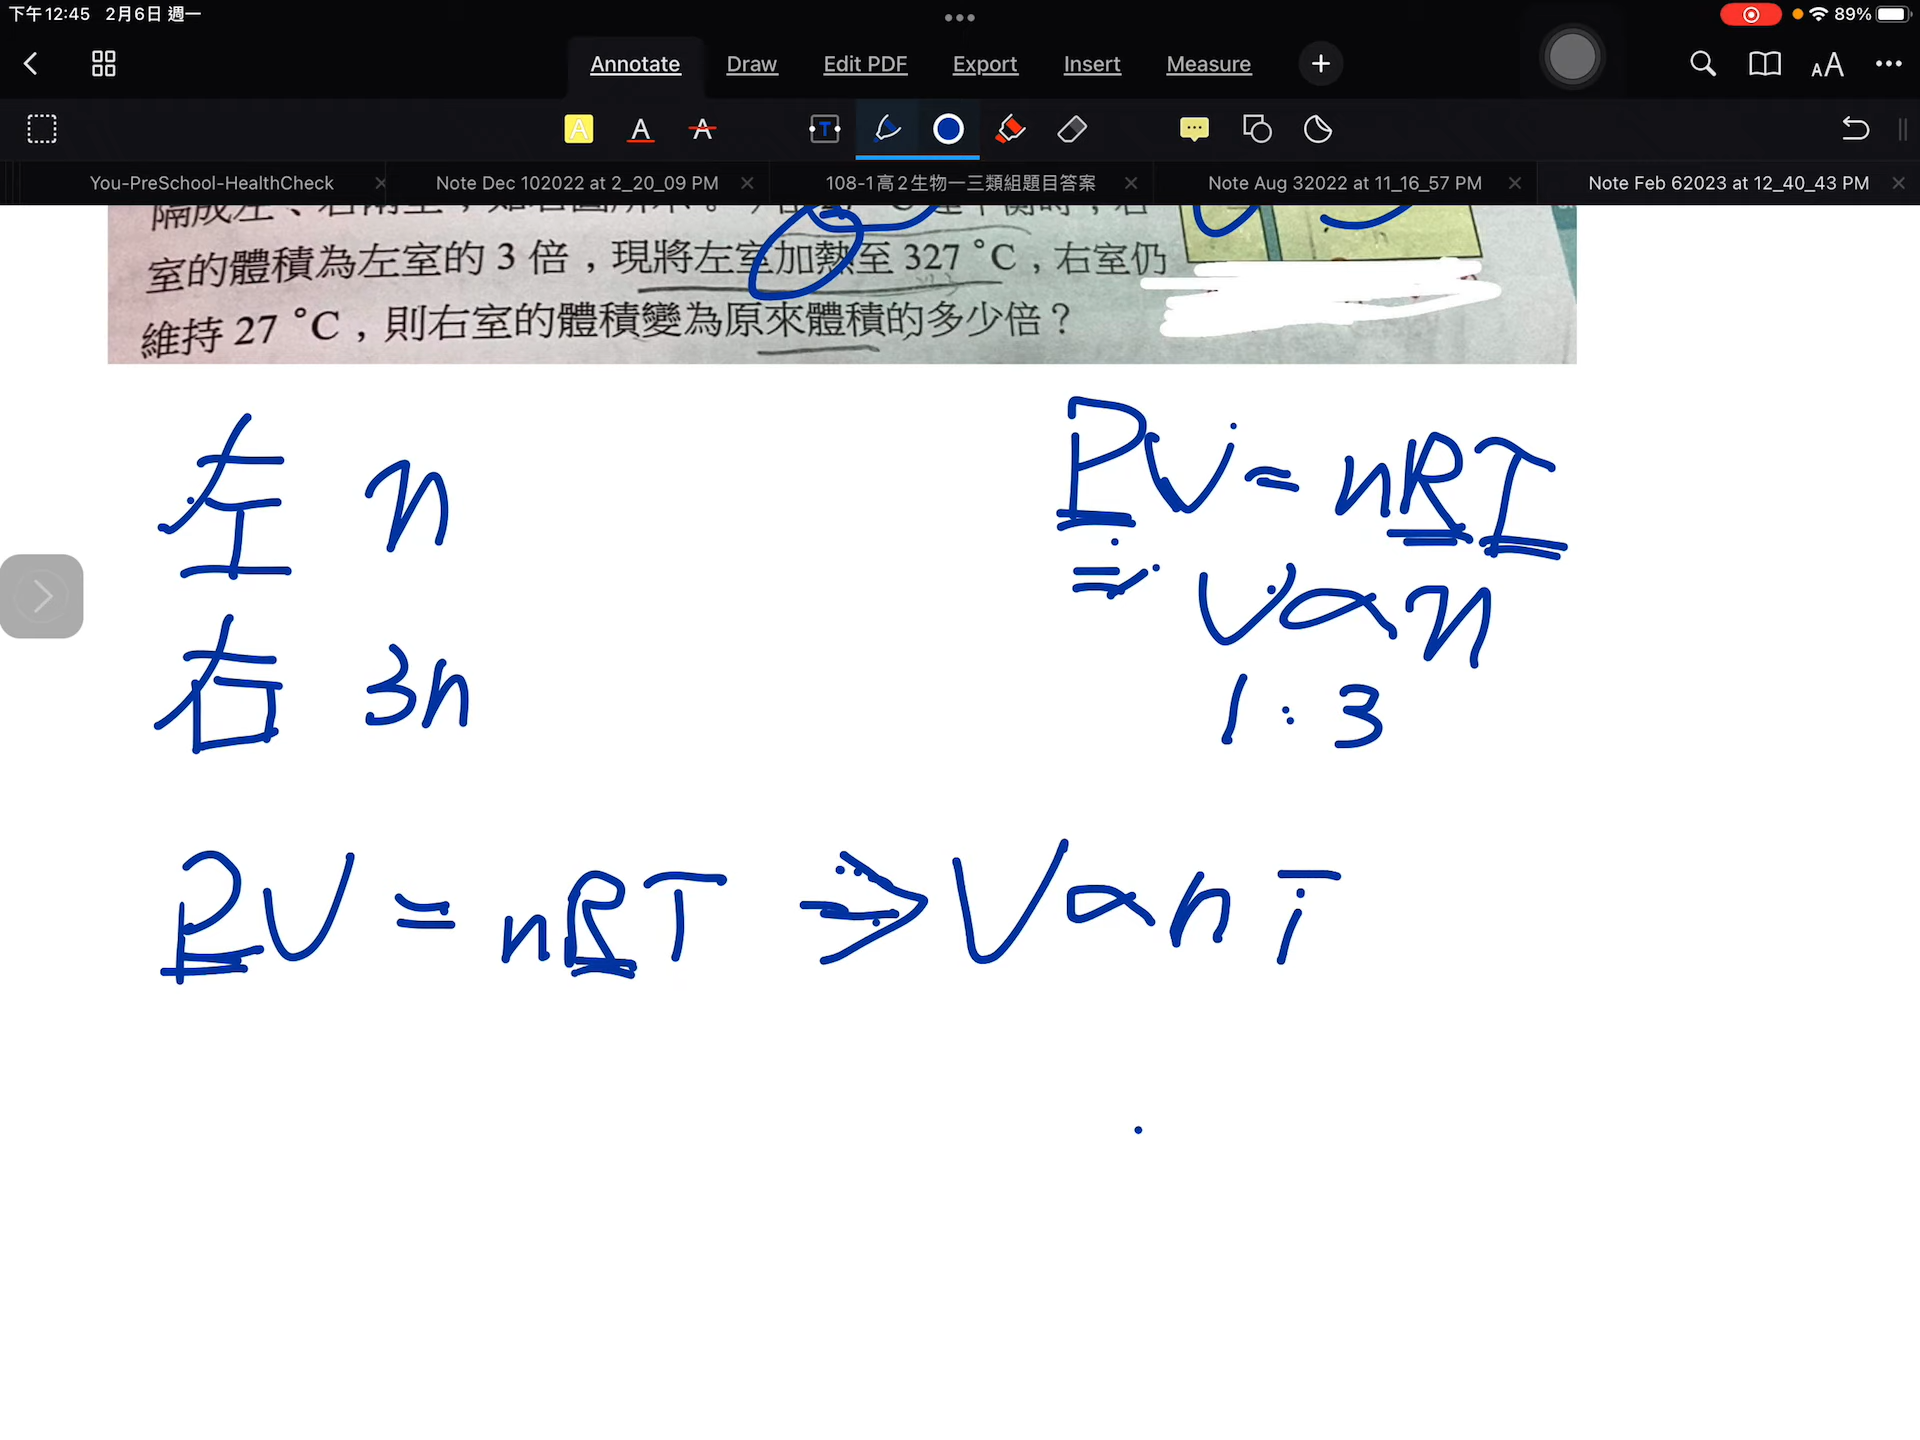 下午12:45 2月6日 週一
89%
Annotate Draw Edit PDF Export Insert Measure
You-PreSchool-HealthCheck
Note Dec 102022 at 2_20_09 PM
108-1高2生物一三類組題目答案
Note Aug 32022 at 11_16_57 PM
Note Feb 62023 at 12_40_43 PM
室的體積為左室的 3 倍，現將左室加熱至 327 °C，右室仍
維持 27 °C，則右室的體積變為原來體積的多少倍？
左 n
右 3n
PV = nRT
⇒ V∝n
1 : 3
PV = nRT ⇒ V∝nT